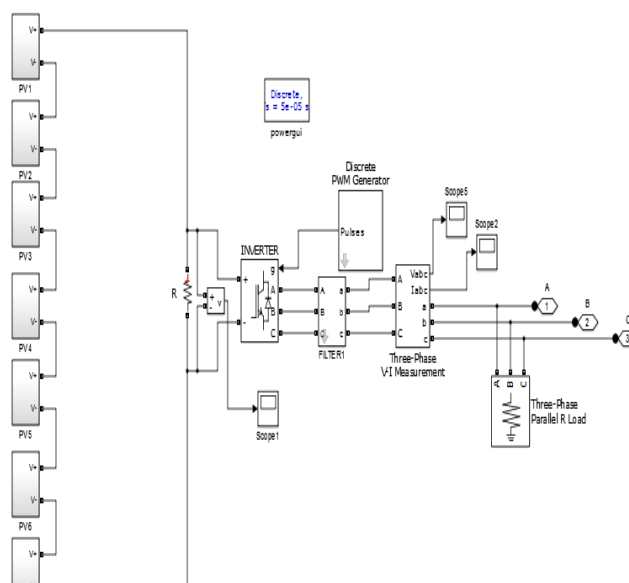 V+
V-
PV1
V+
V-
PV2
V+
V-
PV3
V+
V-
PV4
V+
V-
PV5
V+
V-
PV6
V+
Discrete,
s = 5e-05 s
powergui
Discrete
PWM Generator
Pulses
Scope5
Scope2
INVERTER
g
+
-
A
B
C
R
+
-
v
Scope1
A
B
a
b
c
FILTER1
A
B
C
Vabc
Iabc
a
b
c
Three-Phase
V-I Measurement
A
1
B
2
3
A
B
C
Three-Phase
Parallel R Load